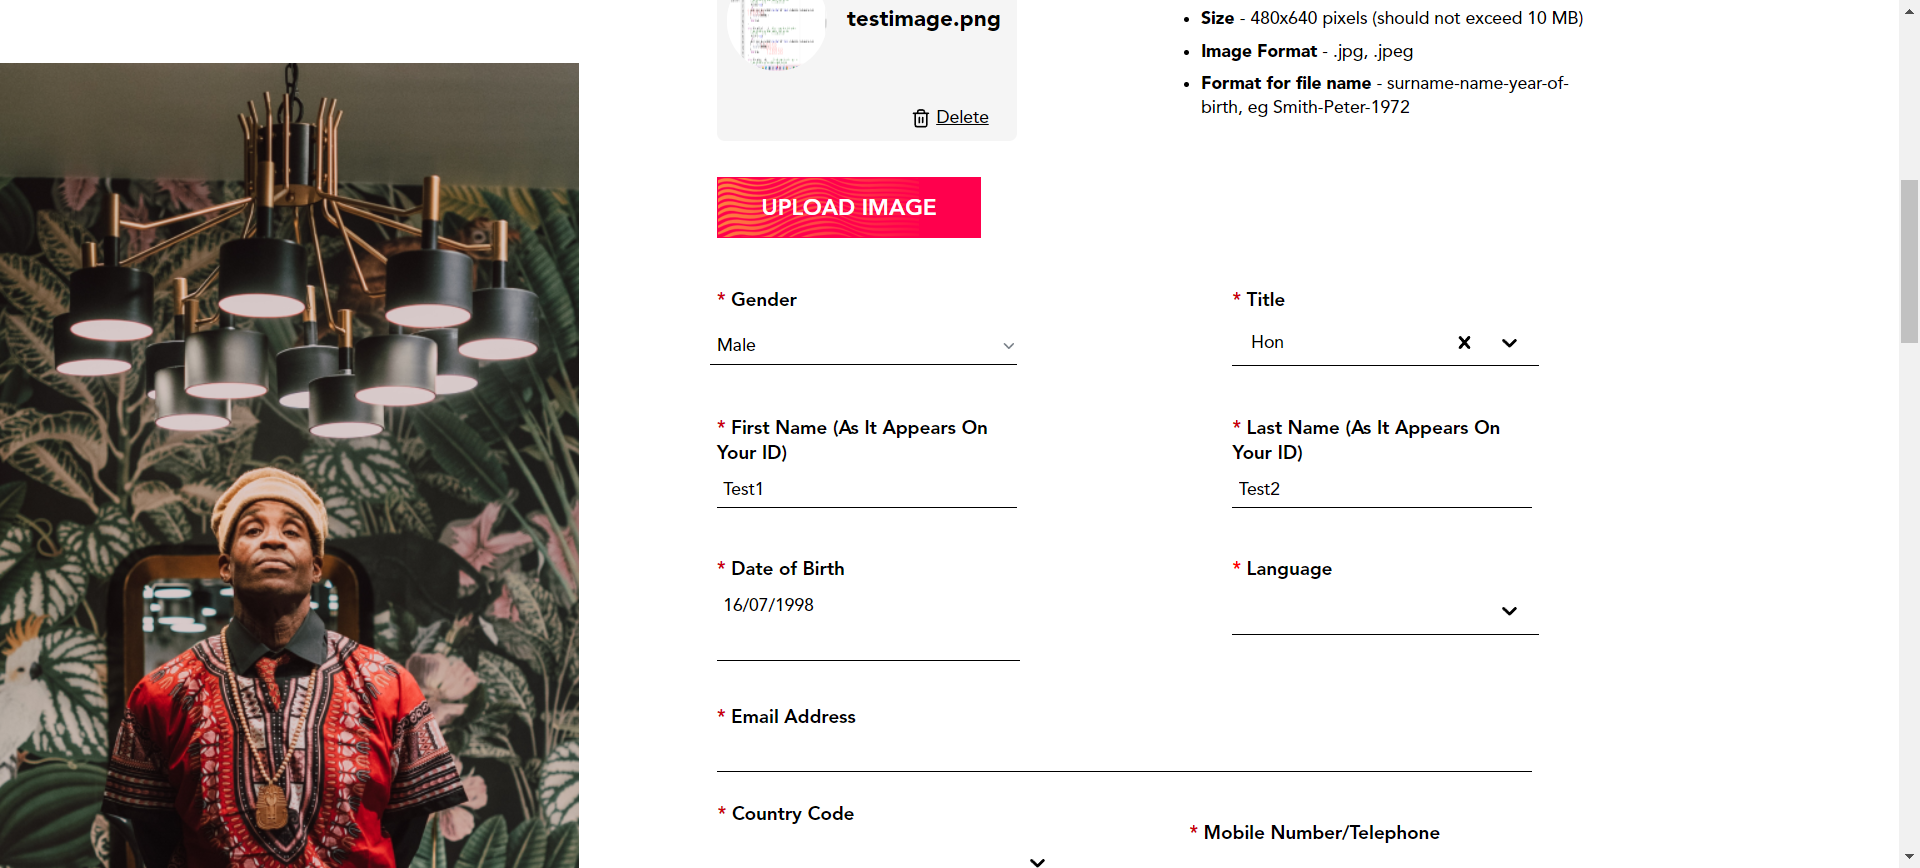 testimage.png
Delete
• Size - 480x640 pixels (should not exceed 10 MB)
• Image Format - .jpg, .jpeg
• Format for file name - surname-name-year-of-
birth, eg Smith-Peter-1972
UPLOAD IMAGE
* Gender
Male
* Title
Hon
* First Name (As It Appears On
Your ID)
Test1
* Last Name (As It Appears On
Your ID)
Test2
* Date of Birth
16/07/1998
* Language
* Email Address
* Country Code
* Mobile Number/Telephone